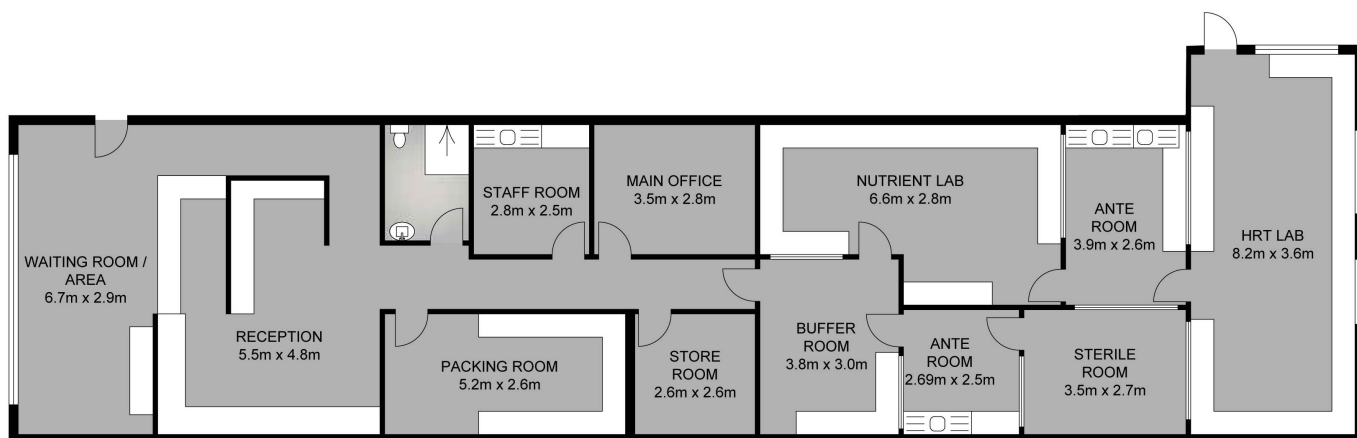 WAITING ROOM /
AREA
6.7m x 2.9m
RECEPTION
5.5m x 4.8m
STAFF ROOM
2.8m x 2.5m
MAIN OFFICE
3.5m x 2.8m
PACKING ROOM
5.2m x 2.6m
STORE
ROOM
2.6m x 2.6m
BUFFER
ROOM
3.8m x 3.0m
NUTRIENT LAB
6.6m x 2.8m
ANTE
ROOM
2.69m x 2.5m
ANTE
ROOM
3.9m x 2.6m
STERILE
ROOM
3.5m x 2.7m
HRT LAB
8.2m x 3.6m